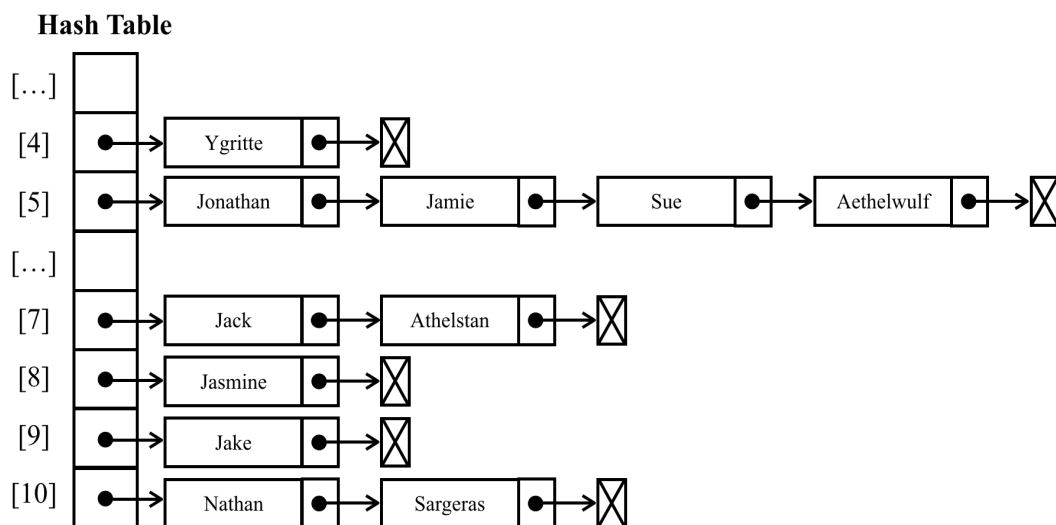 Hash Table
[…]
[4] Ygritte
[5] Jonathan Jamie Sue Aethelwulf
[…]
[7] Jack Athelstan
[8] Jasmine
[9] Jake
[10] Nathan Sargeras